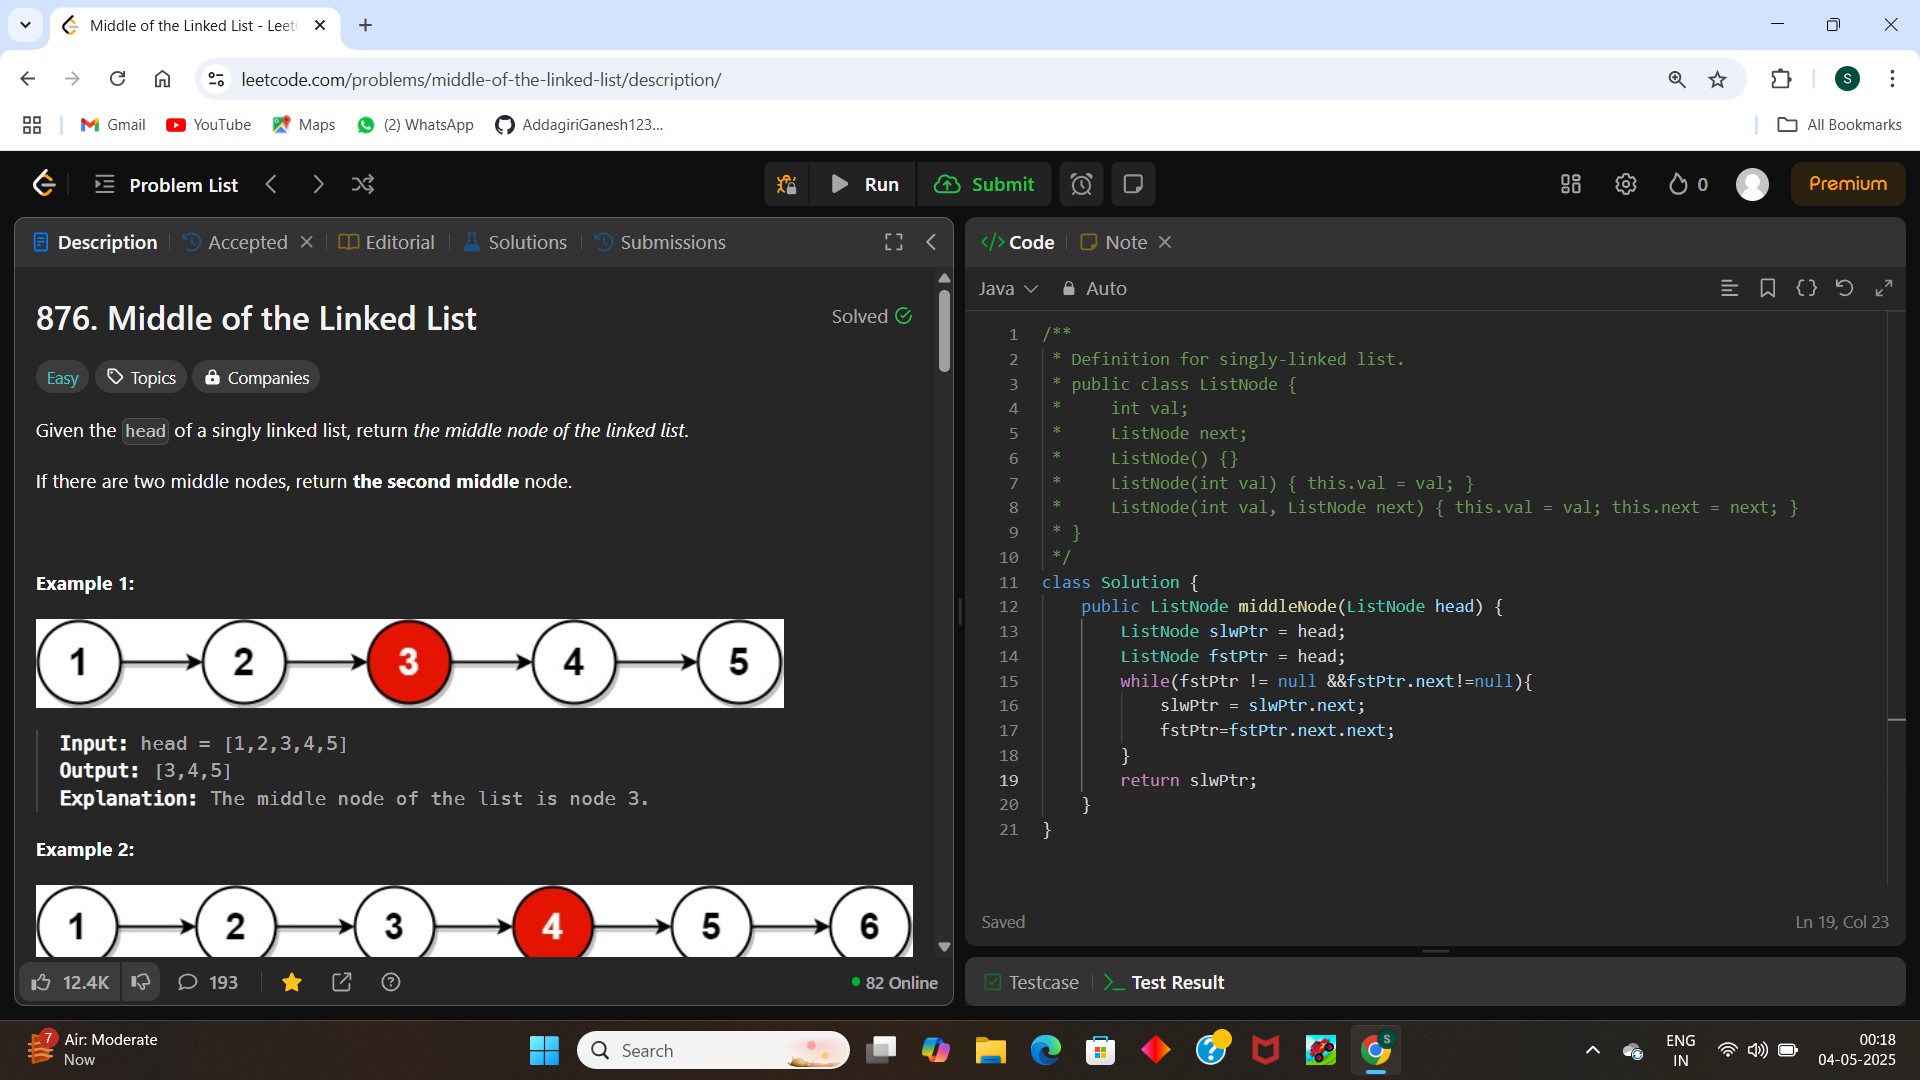 Middle of the Linked List - Leet
leetcode.com/problems/middle-of-the-linked-list/description/
S
Gmail YouTube Maps (2) WhatsApp AddagiriGanesh123... All Bookmarks
Problem List Run Submit 0 Premium
Description Accepted Editorial Solutions Submissions
876. Middle of the Linked List Solved
Easy Topics Companies
Given the head of a singly linked list, return the middle node of the linked list.
If there are two middle nodes, return the second middle node.
Example 1:
1 2 3 4 5
Input: head = [1,2,3,4,5]
Output: [3,4,5]
Explanation: The middle node of the list is node 3.
Example 2:
1 2 3 4 5 6
12.4K 193 82 Online
</> Code Note
Java Auto
1 /**
2 * Definition for singly-linked list.
3 * public class ListNode {
4 * int val;
5 * ListNode next;
6 * ListNode() {}
7 * ListNode(int val) { this.val = val; }
8 * ListNode(int val, ListNode next) { this.val = val; this.next = next; }
9 * }
10 */
11 class Solution {
12 public ListNode middleNode(ListNode head) {
13 ListNode slwPtr = head;
14 ListNode fstPtr = head;
15 while(fstPtr != null &&fstPtr.next!=null){
16 slwPtr = slwPtr.next;
17 fstPtr=fstPtr.next.next;
18 }
19 return slwPtr;
20 }
21 }
Saved Ln 19, Col 23
Testcase Test Result
7 Air: Moderate
Now
Search
S
ENG
IN
00:18
04-05-2025